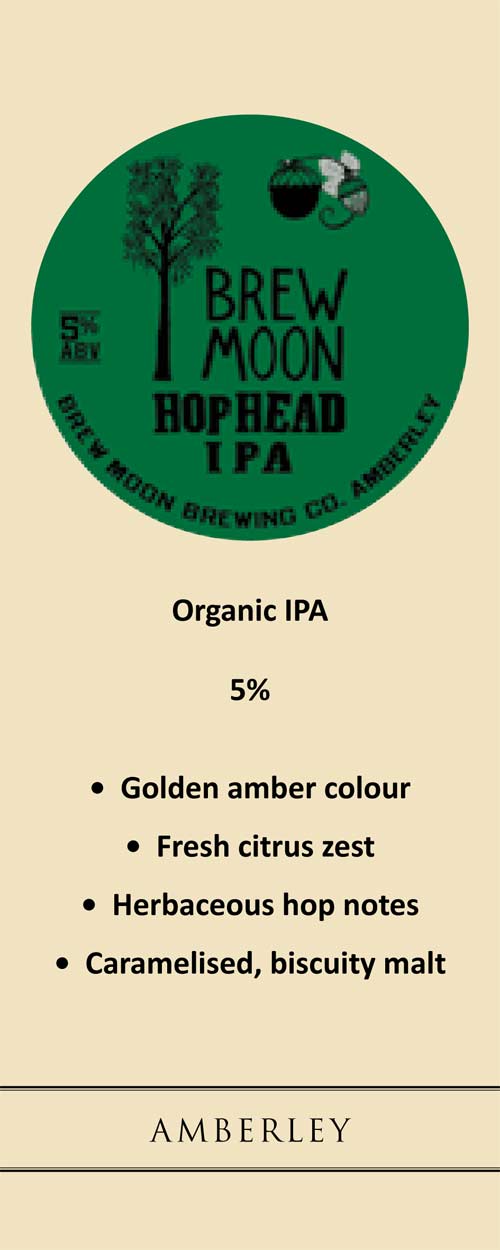 5%
ABV
BREW
MOON
HOPHEAD
IPA
BREW MOON BREWING CO. AMBERLEY
Organic IPA
5%
• Golden amber colour
• Fresh citrus zest
• Herbaceous hop notes
• Caramelised, biscuity malt
AMBERLEY